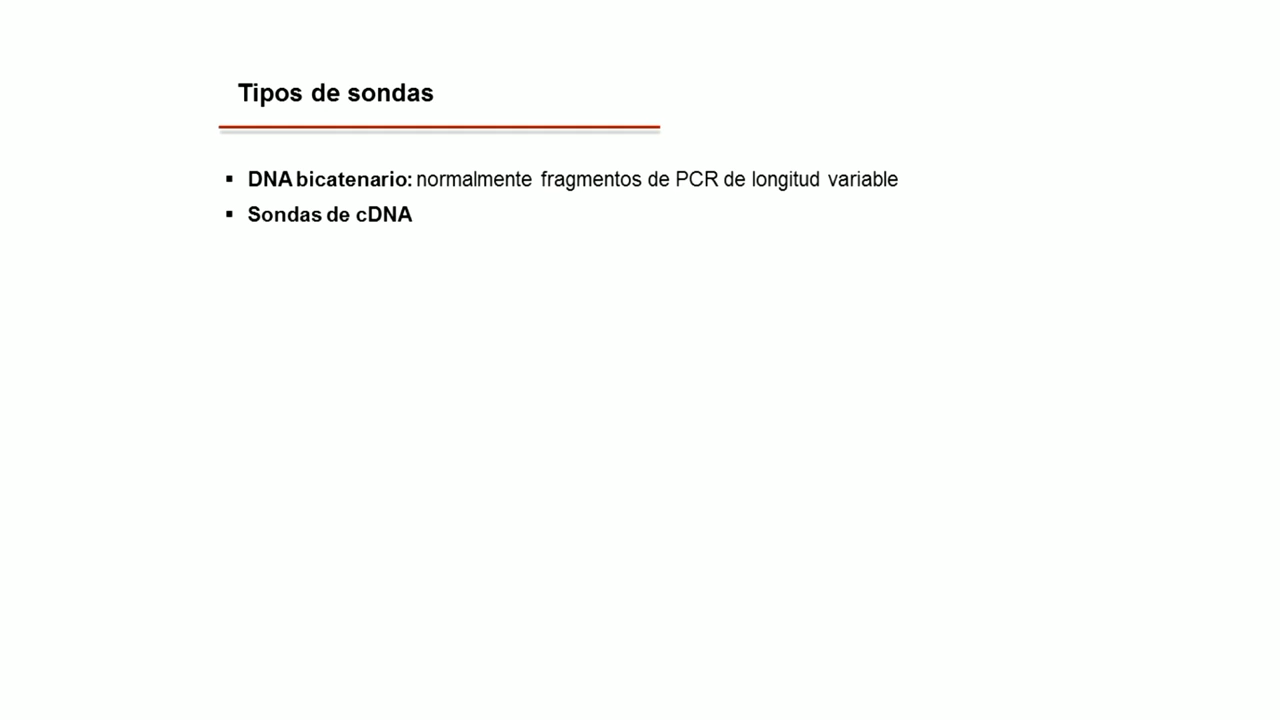 Tipos de sondas
▪ DNA bicatenario: normalmente fragmentos de PCR de longitud variable
▪ Sondas de cDNA